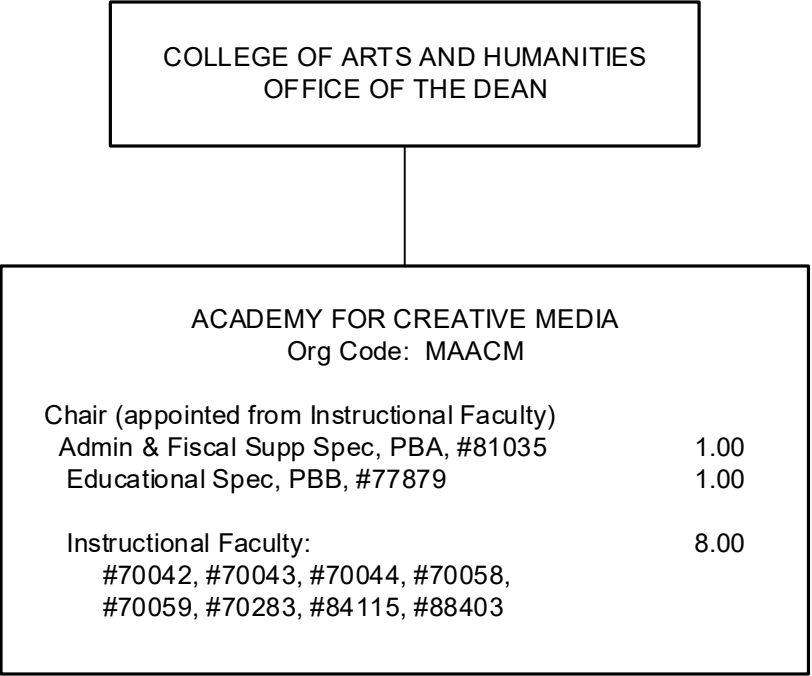 COLLEGE OF ARTS AND HUMANITIES
OFFICE OF THE DEAN
ACADEMY FOR CREATIVE MEDIA
Org Code: MAACM
Chair (appointed from Instructional Faculty)
Admin & Fiscal Supp Spec, PBA, #81035 1.00
Educational Spec, PBB, #77879 1.00
Instructional Faculty: 8.00
#70042, #70043, #70044, #70058,
#70059, #70283, #84115, #88403